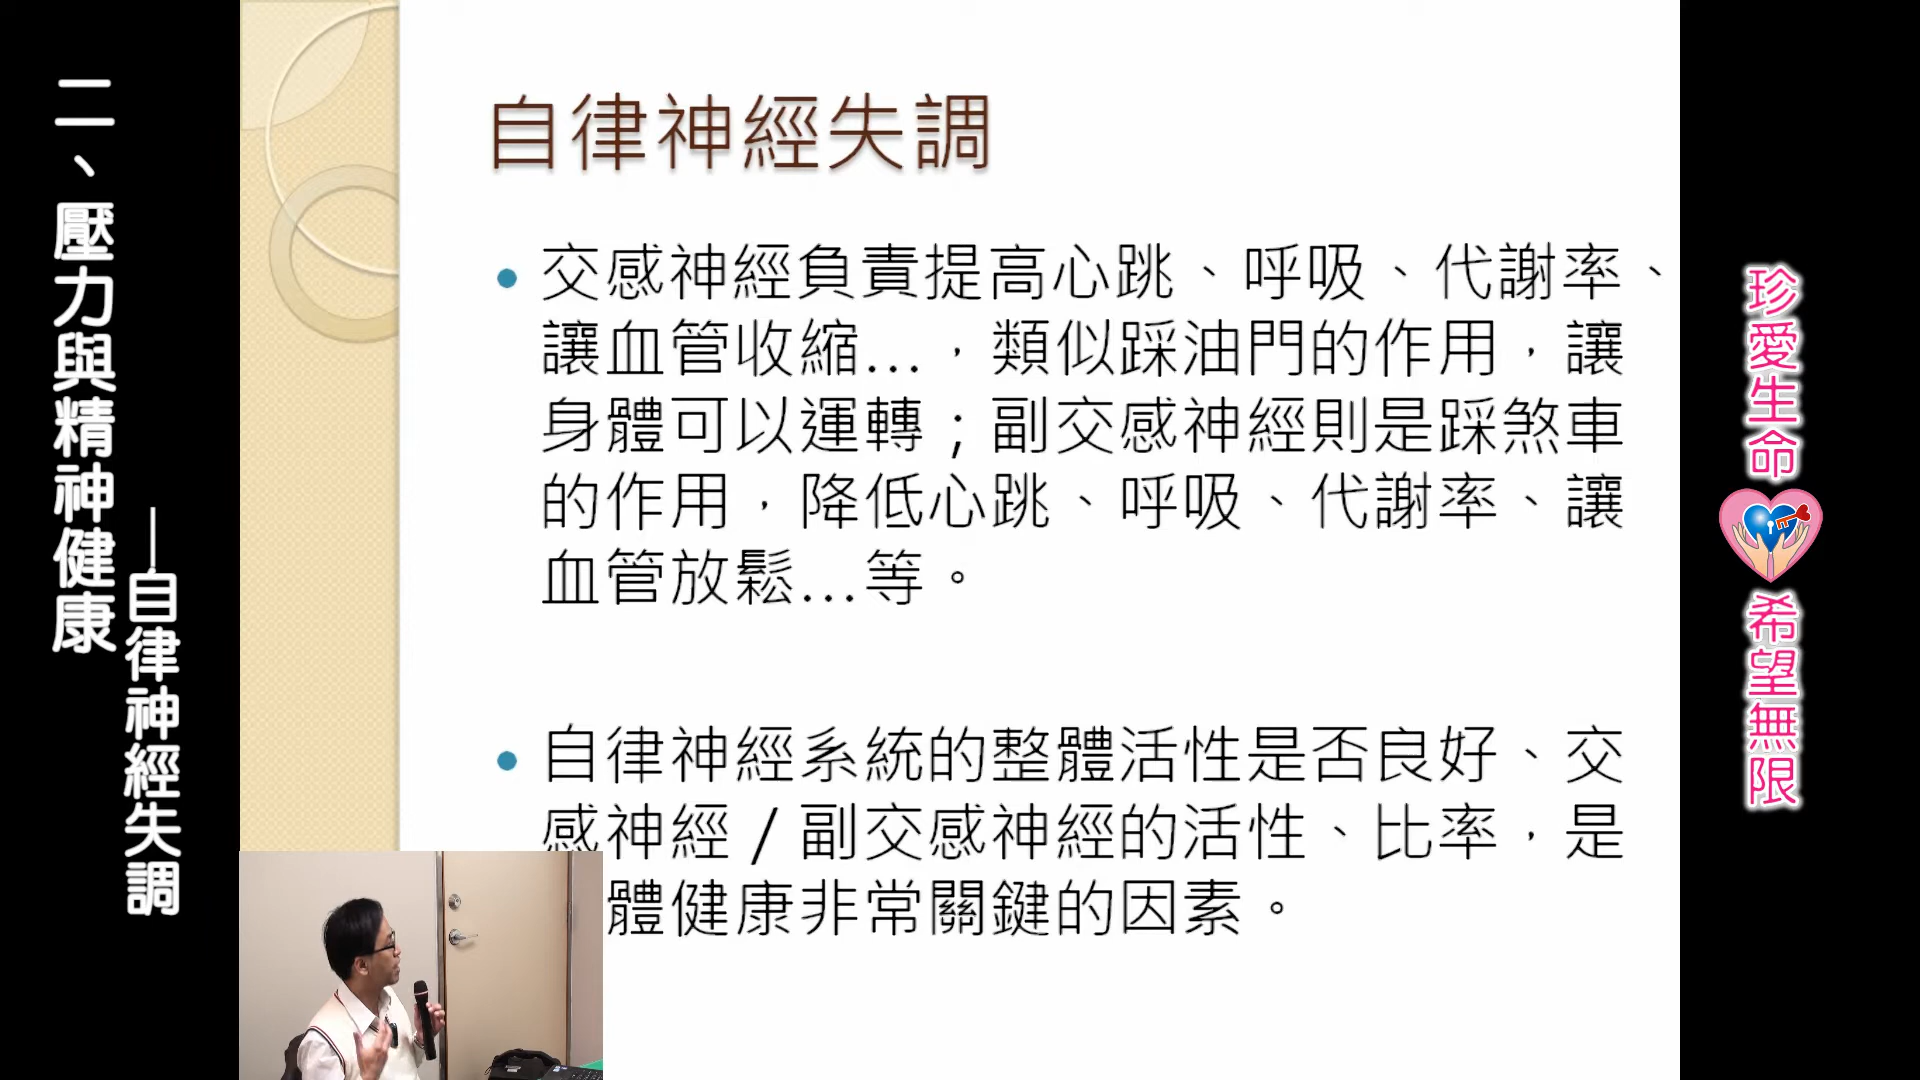 二、壓力與精神健康
——自律神經失調
自律神經失調
• 交感神經負責提高心跳、呼吸、代謝率、
讓血管收縮…，類似踩油門的作用，讓
身體可以運轉；副交感神經則是踩煞車
的作用，降低心跳、呼吸、代謝率、讓
血管放鬆…等。
• 自律神經系統的整體活性是否良好、交
感神經/副交感神經的活性、比率，是
體健康非常關鍵的因素。
珍愛生命
希望無限